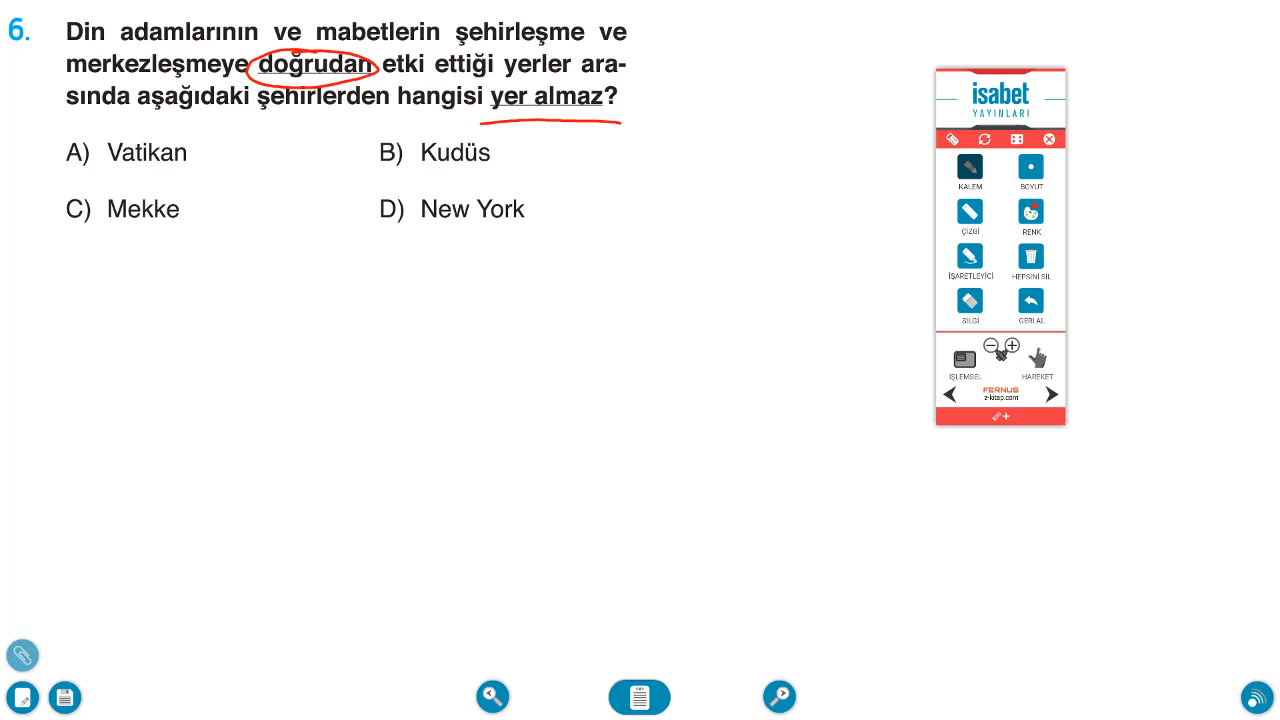 6. Din adamlarının ve mabetlerin şehirleşme ve
merkezleşmeye doğrudan etki ettiği yerler ara-
sında aşağıdaki şehirlerden hangisi yer almaz?
A) Vatikan B) Kudüs
C) Mekke D) New York
isabet
YAYINLARI
KALEM BOYUT
ÇİZGİ RENK
İŞARETLEYİCİ HEPSİNİ SİL
SİLGİ GERİ AL
İŞLEMSEL HAREKET
FERNUS
z-kitap.com